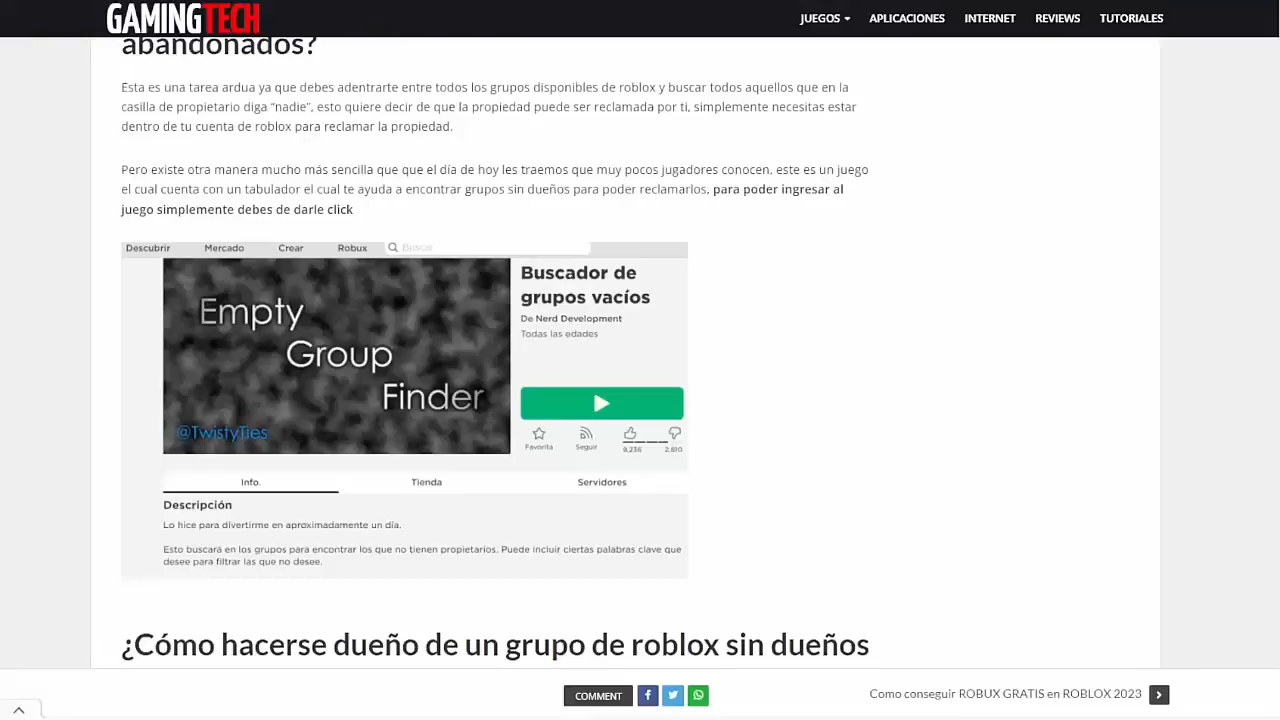 GAMINGTECH
JUEGOS APLICACIONES INTERNET REVIEWS TUTORIALES
abandonados?
Esta es una tarea ardua ya que debes adentrarte entre todos los grupos disponibles de roblox y buscar todos aquellos que en la
casilla de propietario diga “nadie”, esto quiere decir de que la propiedad puede ser reclamada por ti, simplemente necesitas estar
dentro de tu cuenta de roblox para reclamar la propiedad.
Pero existe otra manera mucho más sencilla que que el día de hoy les traemos que muy pocos jugadores conocen, este es un juego
el cual cuenta con un tabulador el cual te ayuda a encontrar grupos sin dueños para poder reclamarlos, para poder ingresar al
juego simplemente debes de darle click
Descubrir Mercado Crear Robux Buscar
Empty
Group
Finder
@TwistyTies
Buscador de
grupos vacíos
De Nerd Development
Todas las edades
Favorita Seguir 9,236 2,810
Info. Tienda Servidores
Descripción
Lo hice para divertirme en aproximadamente un día.
Esto buscará en los grupos para encontrar los que no tienen propietarios. Puede incluir ciertas palabras clave que
desee para filtrar las que no desee.
¿Cómo hacerse dueño de un grupo de roblox sin dueños
COMMENT
Como conseguir ROBUX GRATIS en ROBLOX 2023